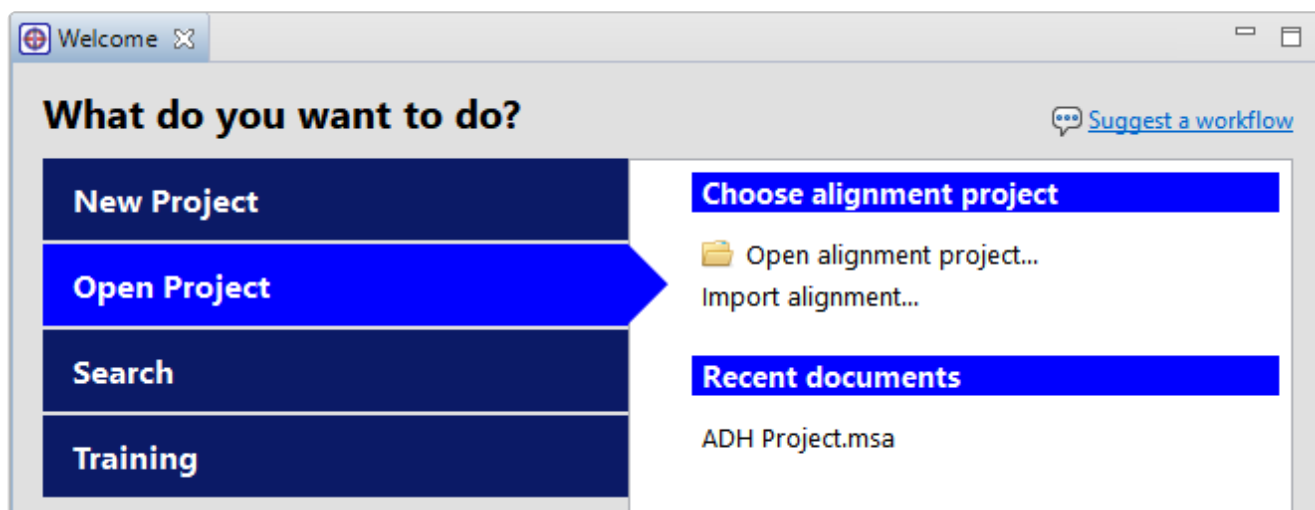 Welcome
What do you want to do?
Suggest a workflow
New Project
Open Project
Search
Training
Choose alignment project
Open alignment project...
Import alignment...
Recent documents
ADH Project.msa